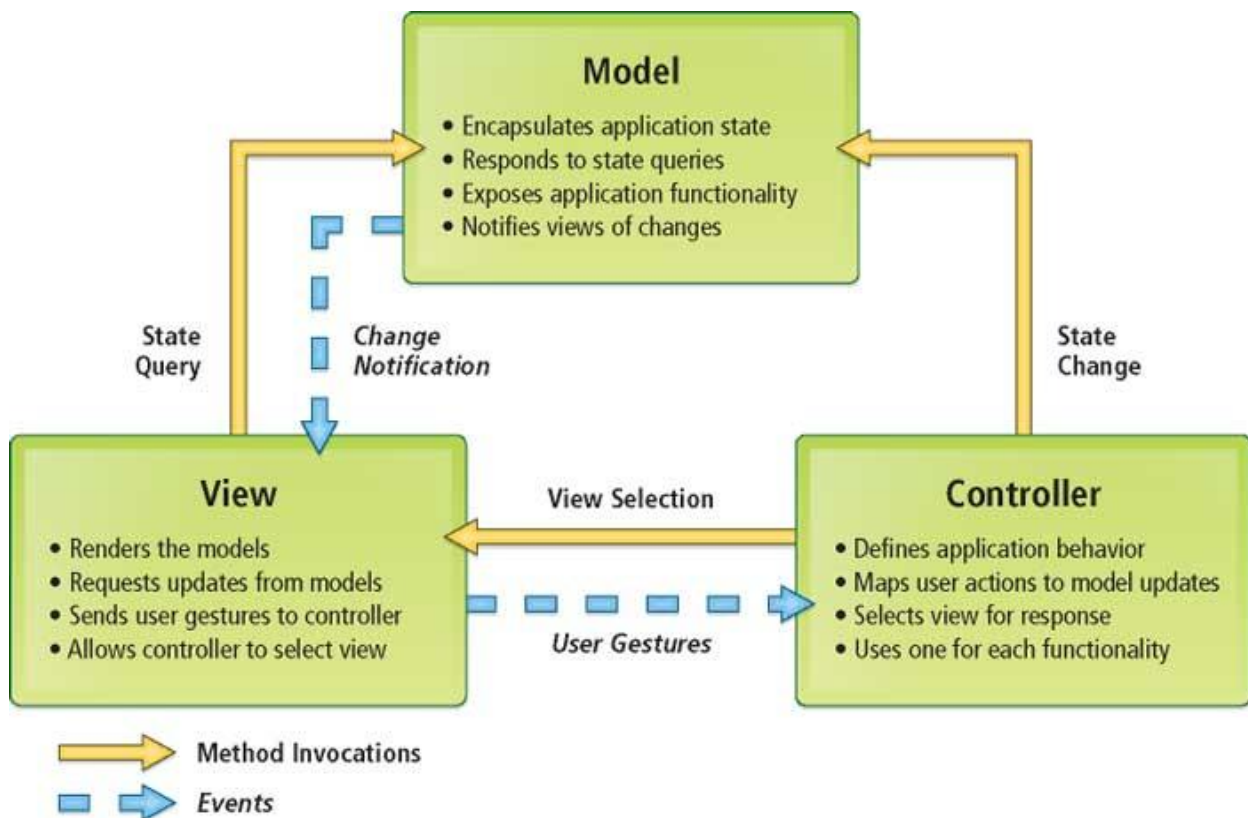 Model
• Encapsulates application state
• Responds to state queries
• Exposes application functionality
• Notifies views of changes
State
Query
Change
Notification
State
Change
View
• Renders the models
• Requests updates from models
• Sends user gestures to controller
• Allows controller to select view
View Selection
User Gestures
Controller
• Defines application behavior
• Maps user actions to model updates
• Selects view for response
• Uses one for each functionality
Method Invocations
Events